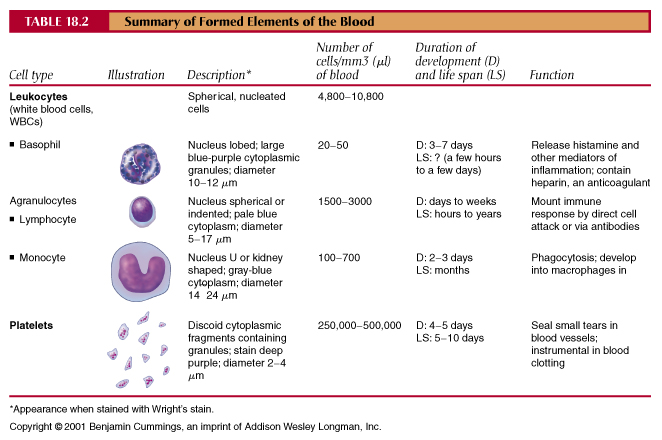 TABLE 18.2 Summary of Formed Elements of the Blood
Number of Duration of
cells/mm3 (µl) development (D)
Cell type Illustration Description* of blood and life span (LS) Function
Leukocytes Spherical, nucleated 4,800–10,800
(white blood cells, cells
WBCs)
■ Basophil Nucleus lobed; large 20–50 D: 3–7 days Release histamine and
blue-purple cytoplasmic LS: ? (a few hours other mediators of
granules; diameter to a few days) inflammation; contain
10–12 µm heparin, an anticoagulant
Agranulocytes Nucleus spherical or 1500–3000 D: days to weeks Mount immune
■ Lymphocyte indented; pale blue LS: hours to years response by direct cell
cytoplasm; diameter attack or via antibodies
5–17 µm
■ Monocyte Nucleus U or kidney 100–700 D: 2–3 days Phagocytosis; develop
shaped; gray-blue LS: months into macrophages in
cytoplasm; diameter
14 24 µm
Platelets Discoid cytoplasmic 250,000–500,000 D: 4–5 days Seal small tears in
fragments containing LS: 5–10 days blood vessels;
granules; stain deep instrumental in blood
purple; diameter 2–4 clotting
µm
*Appearance when stained with Wright's stain.
Copyright © 2001 Benjamin Cummings, an imprint of Addison Wesley Longman, Inc.